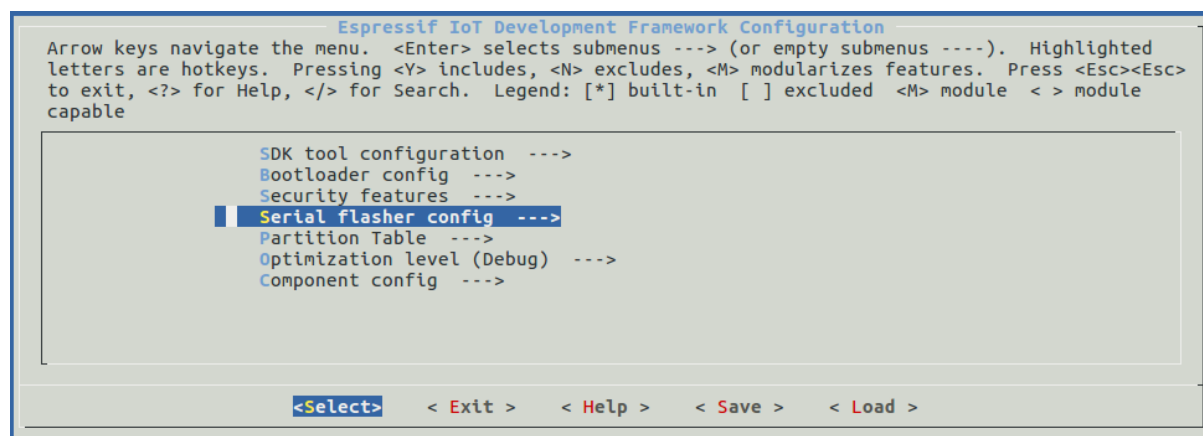 Espressif IoT Development Framework Configuration
Arrow keys navigate the menu.  <Enter> selects submenus ---> (or empty submenus ----).  Highlighted
letters are hotkeys.  Pressing <Y> includes, <N> excludes, <M> modularizes features.  Press <Esc><Esc>
to exit, <?> for Help, </> for Search.  Legend: [*] built-in  [ ] excluded  <M> module  < > module
capable
SDK tool configuration  --->
Bootloader config  --->
Security features  --->
Serial flasher config  --->
Partition Table  --->
Optimization level (Debug)  --->
Component config  --->
<Select>    < Exit >    < Help >    < Save >    < Load >